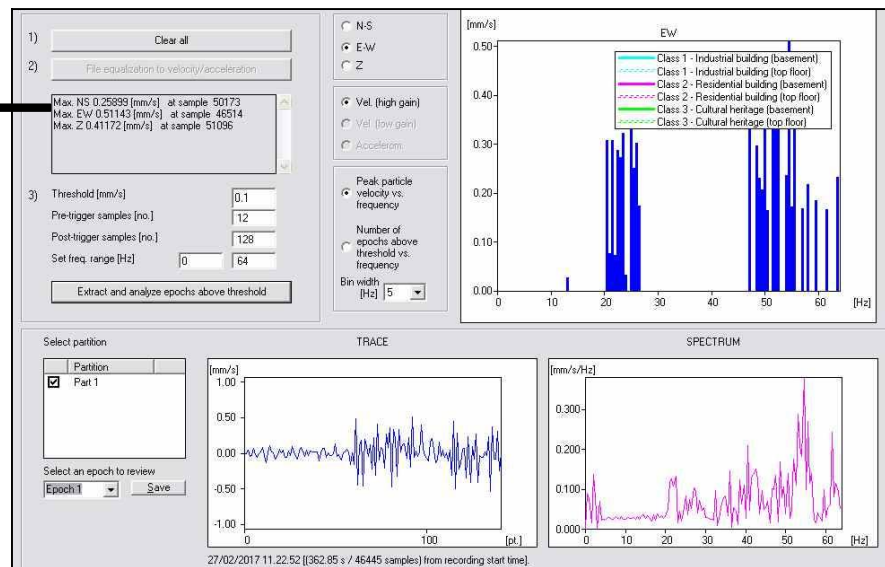 1)
Clear all
2)
File equalization to velocity/acceleration
Max. NS 0.25899 [mm/s] at sample 50173
Max. EW 0.51143 [mm/s] at sample 46514
Max. Z 0.41172 [mm/s] at sample 51096
3)
Threshold [mm/s]
0.1
Pre-trigger samples [no.]
12
Post-trigger samples [no.]
128
Set freq. range [Hz]
0
64
Extract and analyze epochs above threshold
N-S
E-W
Z
Vel. (high gain)
Vel. (low gain)
Accelerom.
Peak particle
velocity vs.
frequency
Number of
epochs above
threshold vs.
frequency
Bin width
[Hz] 5
[mm/s]
EW
0.50
Class 1 - Industrial building (basement)
Class 1 - Industrial building (top floor)
Class 2 - Residential building (basement)
Class 2 - Residential building (top floor)
Class 3 - Cultural heritage (basement)
Class 3 - Cultural heritage (top floor)
0.40
0.30
0.20
0.10
0.00
0 10 20 30 40 50 60 [Hz]
Select partition
Partition
Part 1
Select an epoch to review
Epoch 1
Save
TRACE
[mm/s]
1.00
0.50
0.00
-0.50
-1.00
0 100 [pt.]
27/02/2017 11.22.52 [(362.85 s / 46445 samples) from recording start time].
SPECTRUM
[mm/s/Hz]
0.300
0.200
0.100
0.000
0 10 20 30 40 50 60 [Hz]